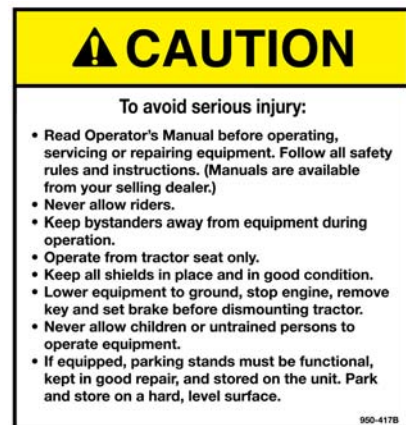 CAUTION
To avoid serious injury:
• Read Operator's Manual before operating,
servicing or repairing equipment. Follow all safety
rules and instructions. (Manuals are available
from your selling dealer.)
• Never allow riders.
• Keep bystanders away from equipment during
operation.
• Operate from tractor seat only.
• Keep all shields in place and in good condition.
• Lower equipment to ground, stop engine, remove
key and set brake before dismounting tractor.
• Never allow children or untrained persons to
operate equipment.
• If equipped, parking stands must be functional,
kept in good repair, and stored on the unit. Park
and store on a hard, level surface.
950-417B